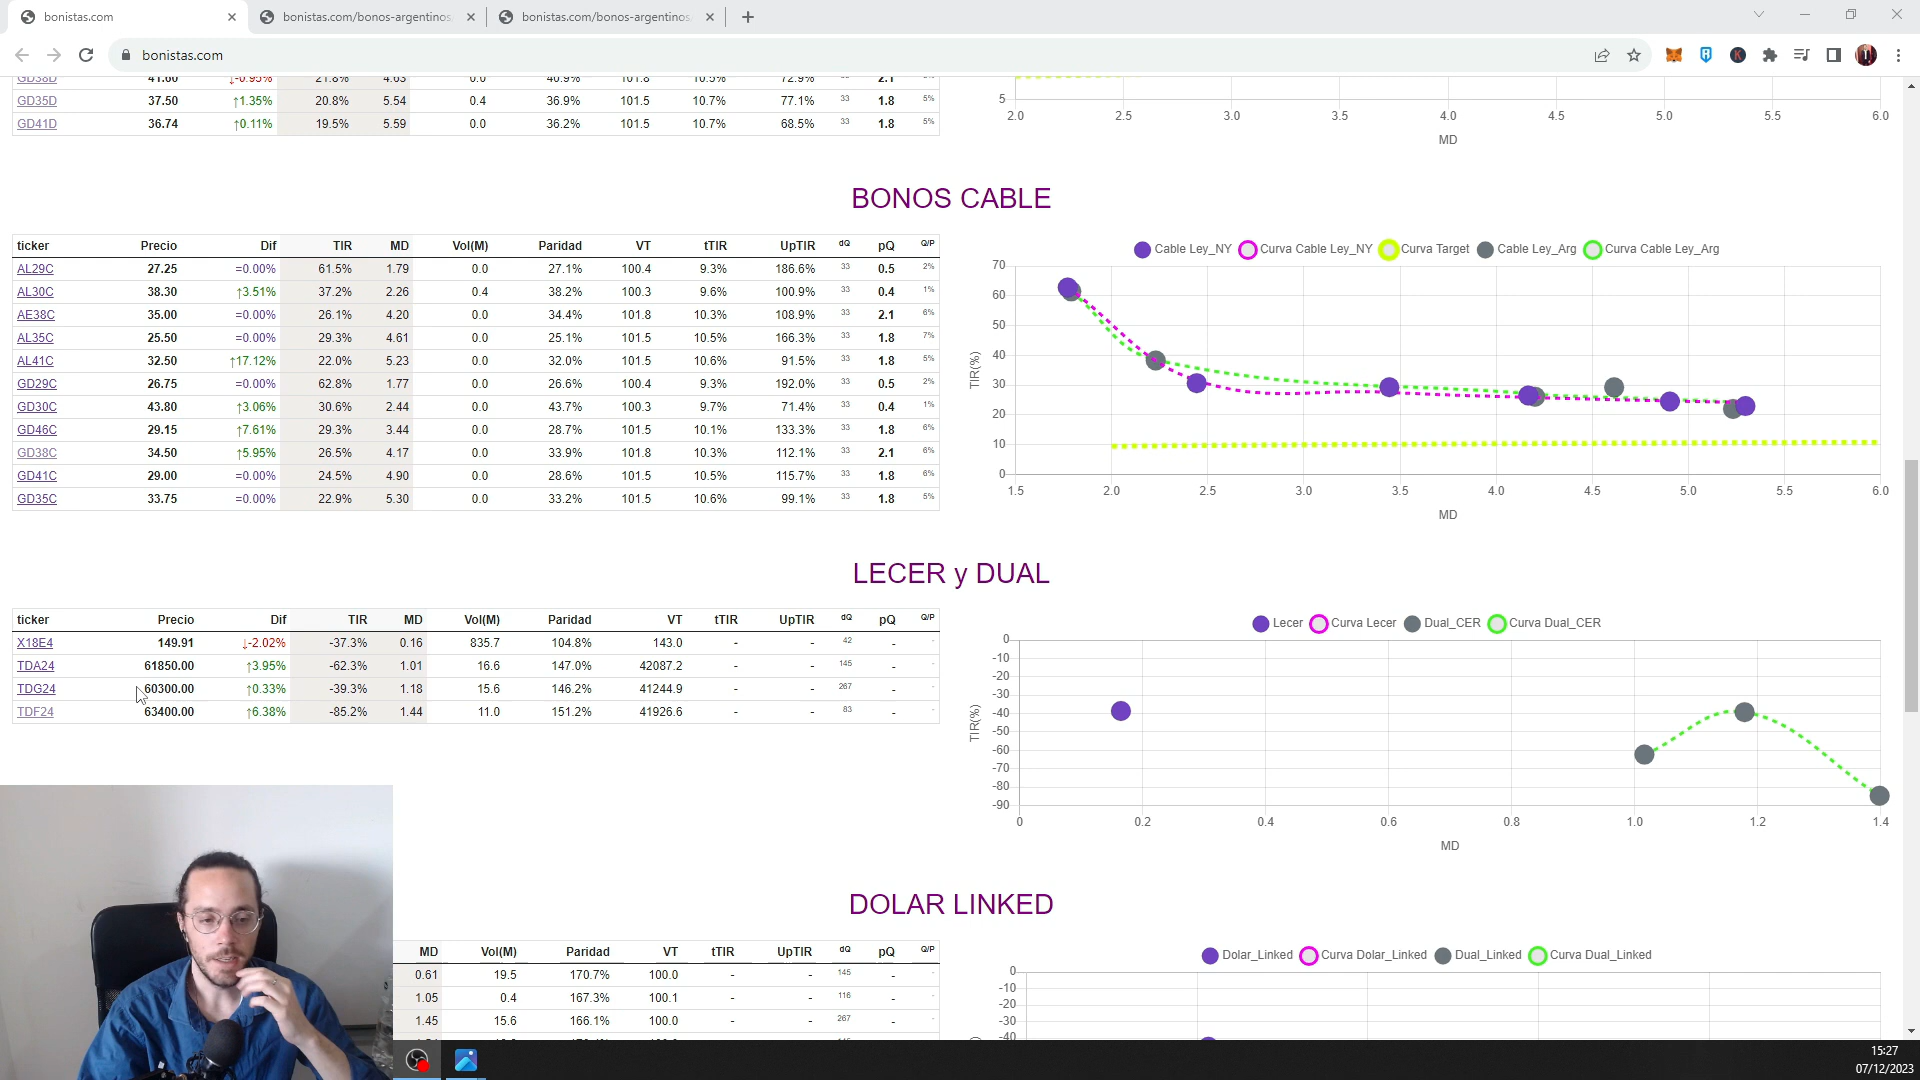 bonistas.com
bonistas.com/bonos-argentinos
bonistas.com/bonos-argentinos
bonistas.com
GD38D 41.60 ↓-0.95% 21.8% 4.63 0.0 40.9% 101.8 10.5% 72.9% 2.1
GD35D 37.50 ↑1.35% 20.8% 5.54 0.4 36.9% 101.5 10.7% 77.1% 33 1.8 5%
GD41D 36.74 ↑0.11% 19.5% 5.59 0.0 36.2% 101.5 10.7% 68.5% 33 1.8 5%
5
2.0 2.5 3.0 3.5 4.0 4.5 5.0 5.5 6.0
MD
BONOS CABLE
ticker Precio Dif TIR MD Vol(M) Paridad VT tTIR UpTIR dQ pQ Q/P
AL29C 27.25 =0.00% 61.5% 1.79 0.0 27.1% 100.4 9.3% 186.6% 33 0.5 2%
AL30C 38.30 ↑3.51% 37.2% 2.26 0.4 38.2% 100.3 9.6% 100.9% 33 0.4 1%
AE38C 35.00 =0.00% 26.1% 4.20 0.0 34.4% 101.8 10.3% 108.9% 33 2.1 6%
AL35C 25.50 =0.00% 29.3% 4.61 0.0 25.1% 101.5 10.5% 166.3% 33 1.8 7%
AL41C 32.50 ↑17.12% 22.0% 5.23 0.0 32.0% 101.5 10.6% 91.5% 33 1.8 5%
GD29C 26.75 =0.00% 62.8% 1.77 0.0 26.6% 100.4 9.3% 192.0% 33 0.5 2%
GD30C 43.80 ↑3.06% 30.6% 2.44 0.0 43.7% 100.3 9.7% 71.4% 33 0.4 1%
GD46C 29.15 ↑7.61% 29.3% 3.44 0.0 28.7% 101.5 10.1% 133.3% 33 1.8 6%
GD38C 34.50 ↑5.95% 26.5% 4.17 0.0 33.9% 101.8 10.3% 112.1% 33 2.1 6%
GD41C 29.00 =0.00% 24.5% 4.90 0.0 28.6% 101.5 10.5% 115.7% 33 1.8 6%
GD35C 33.75 =0.00% 22.9% 5.30 0.0 33.2% 101.5 10.6% 99.1% 33 1.8 5%
Cable Ley_NY Curva Cable Ley_NY Curva Target Cable Ley_Arg Curva Cable Ley_Arg
70
60
50
40
30
20
10
0
TIR(%)
1.5 2.0 2.5 3.0 3.5 4.0 4.5 5.0 5.5 6.0
MD
LECER y DUAL
ticker Precio Dif TIR MD Vol(M) Paridad VT tTIR UpTIR dQ pQ Q/P
X18E4 149.91 ↓-2.02% -37.3% 0.16 835.7 104.8% 143.0 - - 42 - -
TDA24 61850.00 ↑3.95% -62.3% 1.01 16.6 147.0% 42087.2 - - 145 - -
TDG24 60300.00 ↑0.33% -39.3% 1.18 15.6 146.2% 41244.9 - - 267 - -
TDF24 63400.00 ↑6.38% -85.2% 1.44 11.0 151.2% 41926.6 - - 83 - -
Lecer Curva Lecer Dual_CER Curva Dual_CER
0
-10
-20
-30
-40
-50
-60
-70
-80
-90
TIR(%)
0 0.2 0.4 0.6 0.8 1.0 1.2 1.4
MD
DOLAR LINKED
MD Vol(M) Paridad VT tTIR UpTIR dQ pQ Q/P
0.61 19.5 170.7% 100.0 - - 145 - -
1.05 0.4 167.3% 100.1 - - 116 - -
1.45 15.6 166.1% 100.0 - - 267 - -
Dolar_Linked Curva Dolar_Linked Dual_Linked Curva Dual_Linked
0
-10
-20
-30
-40
15:27
07/12/2023